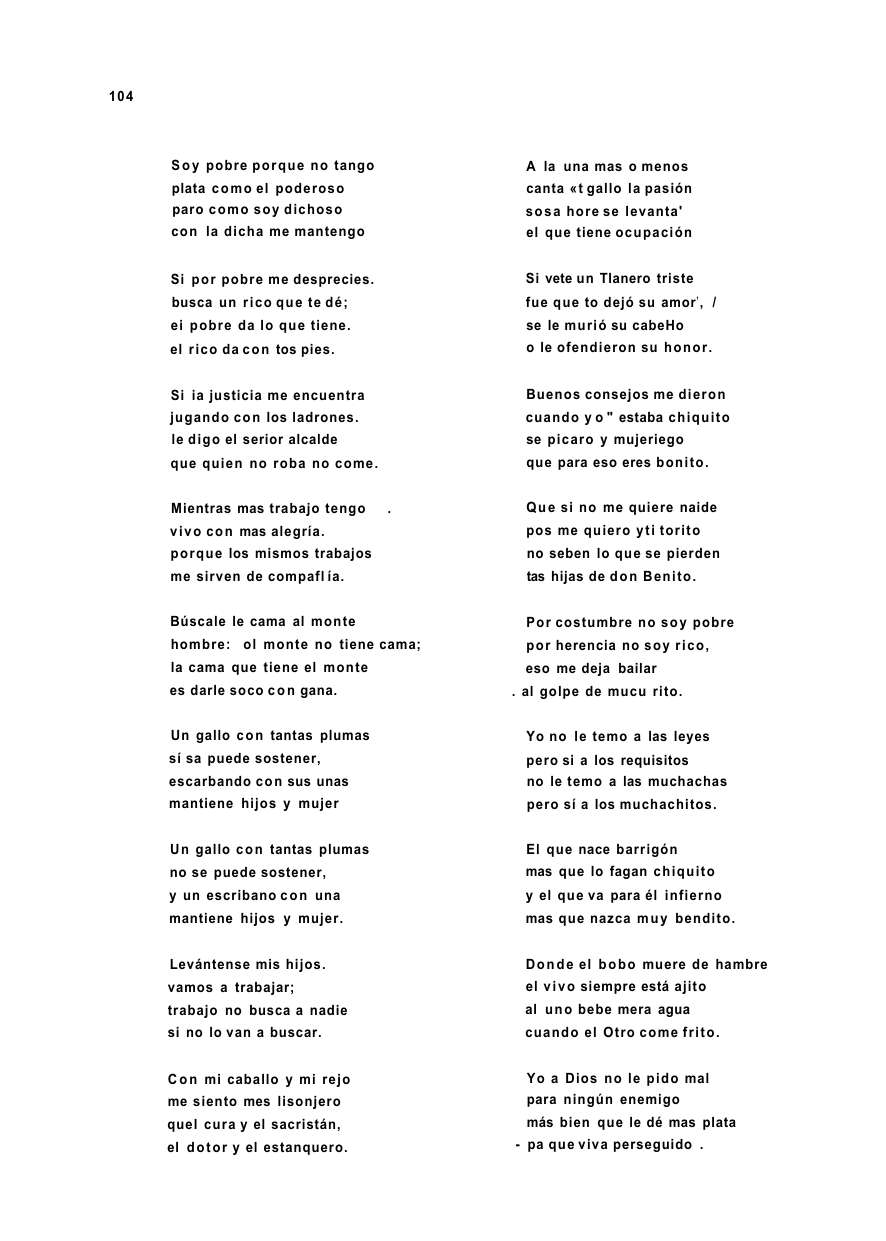 104
Soy pobre porque no tango
plata como el poderoso
paro como soy dichoso
con la dicha me mantengo
Si por pobre me desprecies.
busca un rico que te dé;
ei pobre da lo que tiene.
el rico da con tos pies.
Si ia justicia me encuentra
jugando con los ladrones.
le digo el serior alcalde
que quien no roba no come.
Mientras mas trabajo tengo .
vivo con mas alegría.
porque los mismos trabajos
me sirven de compaflía.
Búscale le cama al monte
hombre: ol monte no tiene cama;
la cama que tiene el monte
es darle soco con gana.
Un gallo con tantas plumas
sí sa puede sostener,
escarbando con sus unas
mantiene hijos y mujer
Un gallo con tantas plumas
no se puede sostener,
y un escribano con una
mantiene hijos y mujer.
Levántense mis hijos.
vamos a trabajar;
trabajo no busca a nadie
si no lo van a buscar.
Con mi caballo y mi rejo
me siento mes lisonjero
quel cura y el sacristán,
el dotor y el estanquero.
A la una mas o menos
canta «t gallo la pasión
sosa hore se levanta'
el que tiene ocupación
Si vete un Tlanero triste
fue que to dejó su amor', /
se le murió su cabeHo
o le ofendieron su honor.
Buenos consejos me dieron
cuando yo" estaba chiquito
se picaro y mujeriego
que para eso eres bonito.
Que si no me quiere naide
pos me quiero yti torito
no seben lo que se pierden
tas hijas de don Benito.
Por costumbre no soy pobre
por herencia no soy rico,
eso me deja bailar
. al golpe de mucu rito.
Yo no le temo a las leyes
pero si a los requisitos
no le temo a las muchachas
pero sí a los muchachitos.
El que nace barrigón
mas que lo fagan chiquito
y el que va para él infierno
mas que nazca muy bendito.
Donde el bobo muere de hambre
el vivo siempre está ajito
al uno bebe mera agua
cuando el Otro come frito.
Yo a Dios no le pido mal
para ningún enemigo
más bien que le dé mas plata
- pa que viva perseguido .